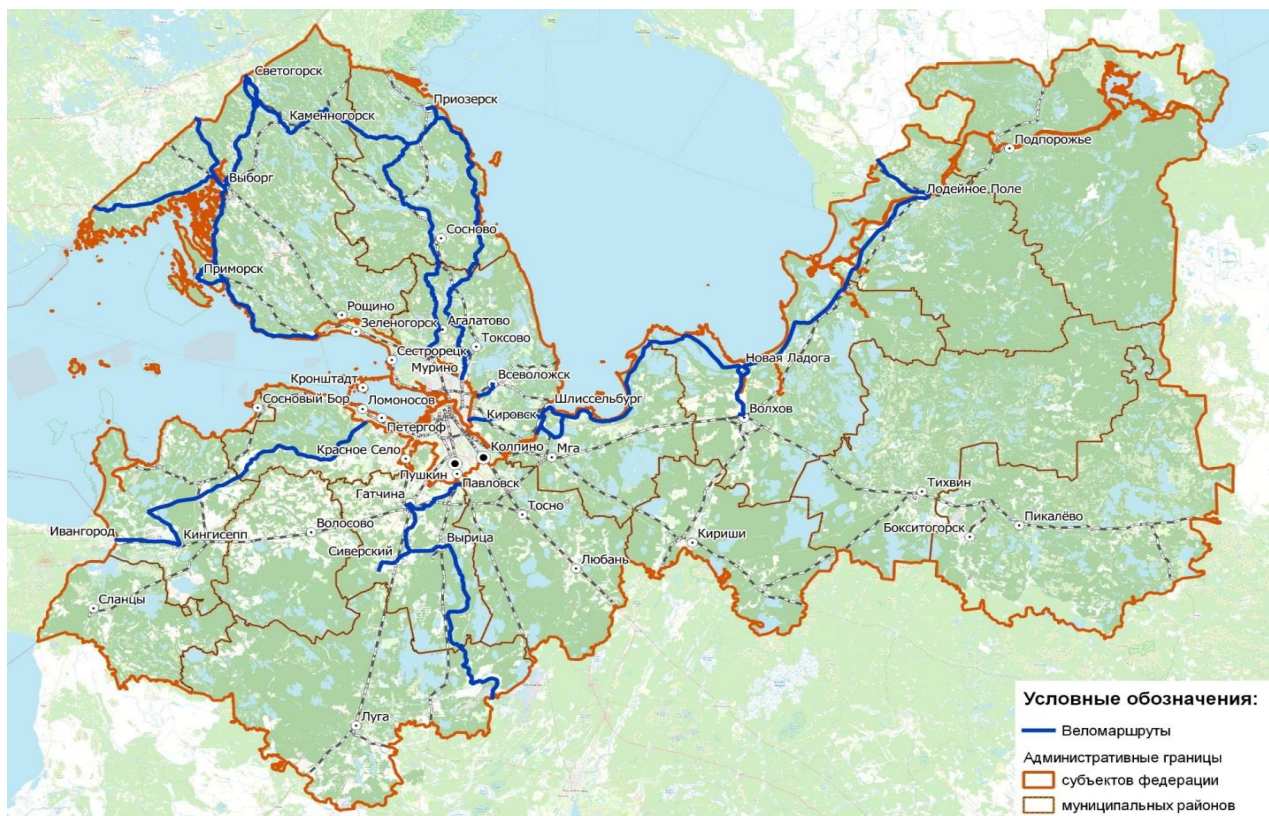 Светогорск
Приозерск
Каменногорск
Подпорожье
Выборг
Лодейное Поле
Сосново
Приморск
Рощино
Зеленогорск
Агалатово
Токсово
Сестрорецк
Мурино
Новая Ладога
Всеволожск
Кронштадт
Сосновый Бор
Ломоносов
Шлиссельбург
Кировск
Волхов
Петергоф
Красное Село
Колпино
Мга
Пушкин
Павловск
Гатчина
Тихвин
Тосно
Ивангород
Кингисепп
Волосово
Вырица
Кириши
Бокситогорск
Пикалёво
Сиверский
Любань
Сланцы
Луга
Условные обозначения:
Веломаршруты
Административные границы
субъектов федерации
муниципальных районов